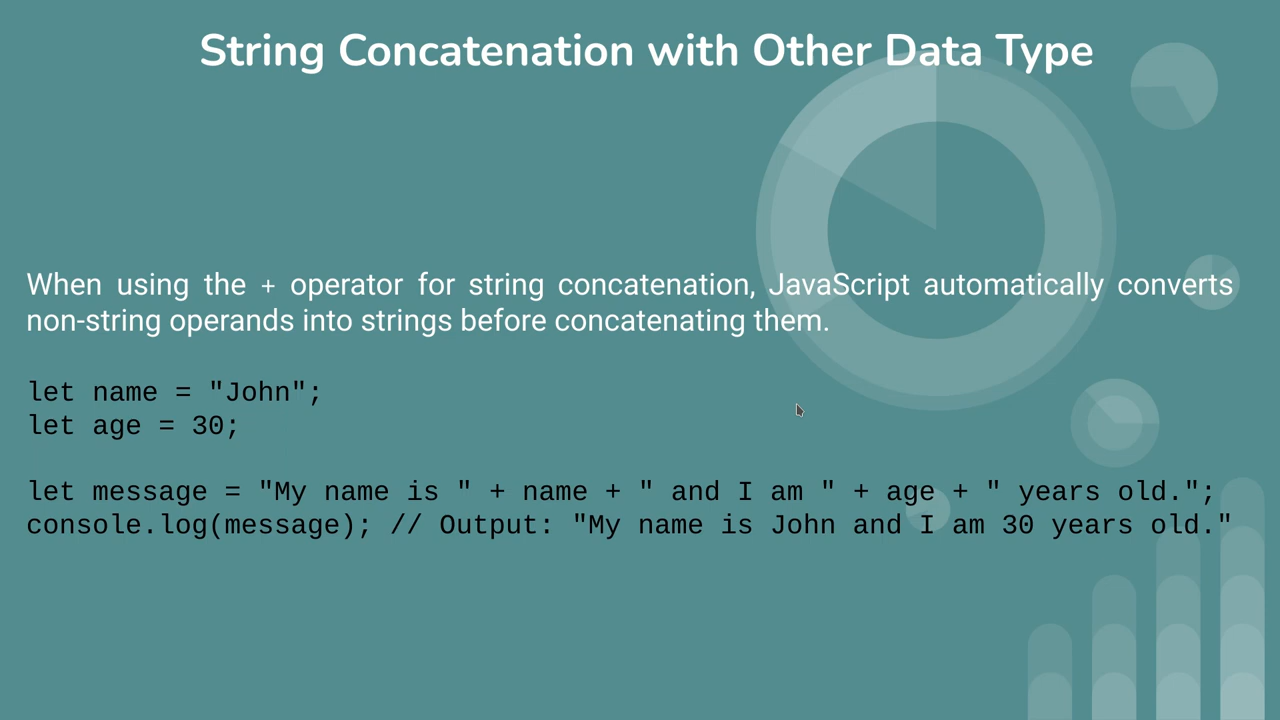 String Concatenation with Other Data Type
When using the + operator for string concatenation, JavaScript automatically converts
non-string operands into strings before concatenating them.
let name = "John";
let age = 30;
let message = "My name is " + name + " and I am " + age + " years old.";
console.log(message); // Output: "My name is John and I am 30 years old."